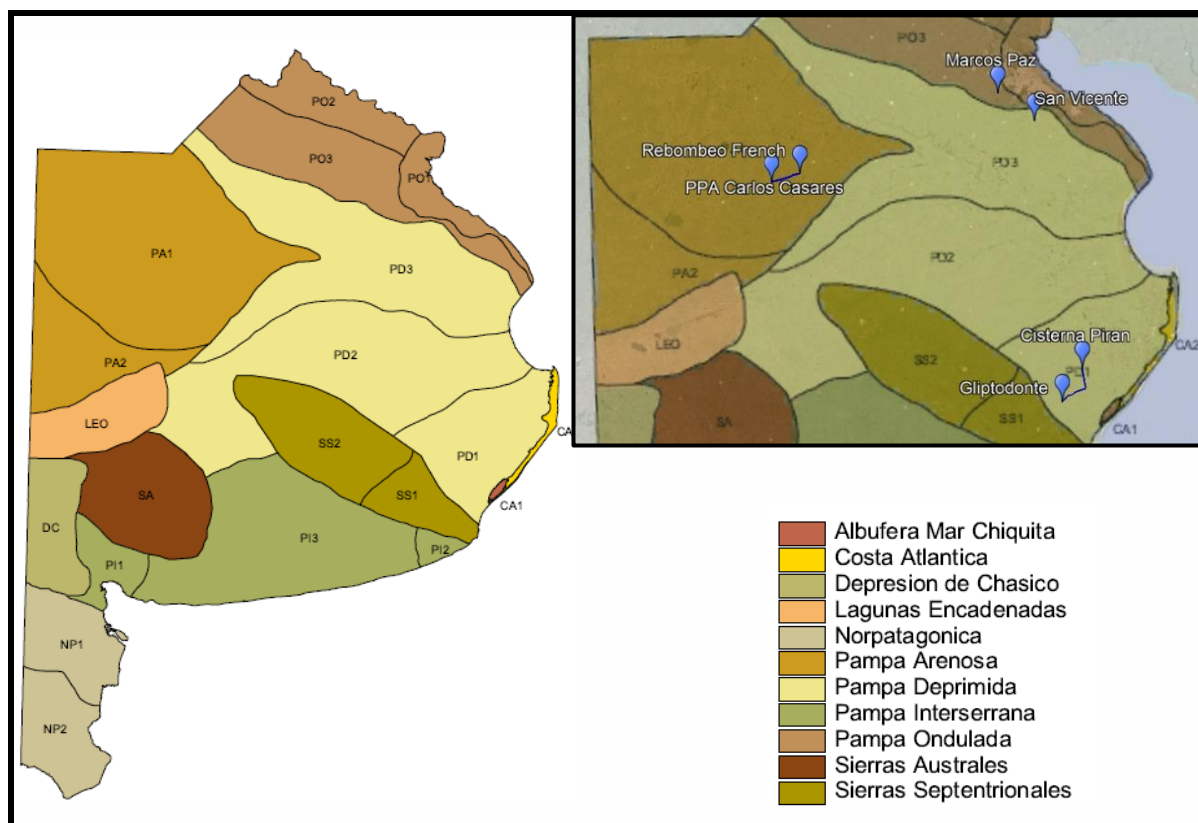 PO2
PO3
PO1
PA1
PD3
PA2
PD2
LEO
SS2
PD1
CA
SA
SS1
CA1
DC
PI3
PI2
PI1
NP1
NP2
PO3
Marcos Paz
San Vicente
Rebombeo French
PD3
PPA Carlos Casares
PD2
PA2
Cisterna Piran
LEO
SS2
CA2
PD1
Gliptodonte
SA
SS1
CA1
Albufera Mar Chiquita
Costa Atlantica
Depresion de Chasico
Lagunas Encadenadas
Norpatagonica
Pampa Arenosa
Pampa Deprimida
Pampa Interserrana
Pampa Ondulada
Sierras Australes
Sierras Septentrionales